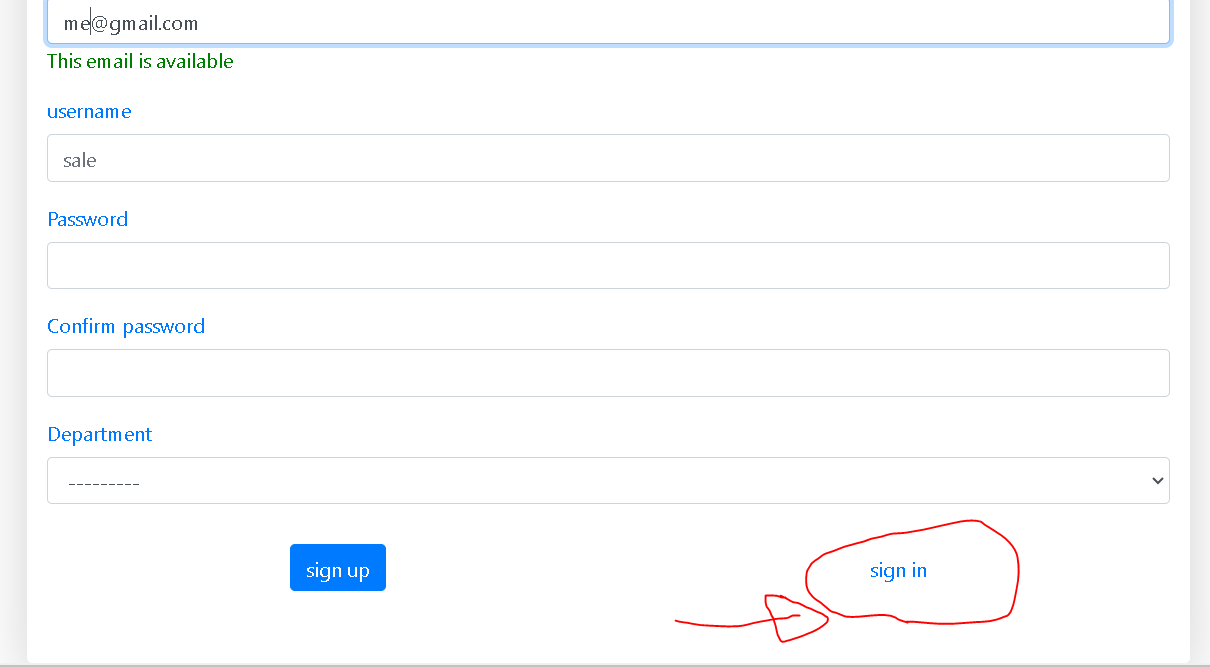 me@gmail.com
This email is available
username
sale
Password
Confirm password
Department
---------
sign up
sign in